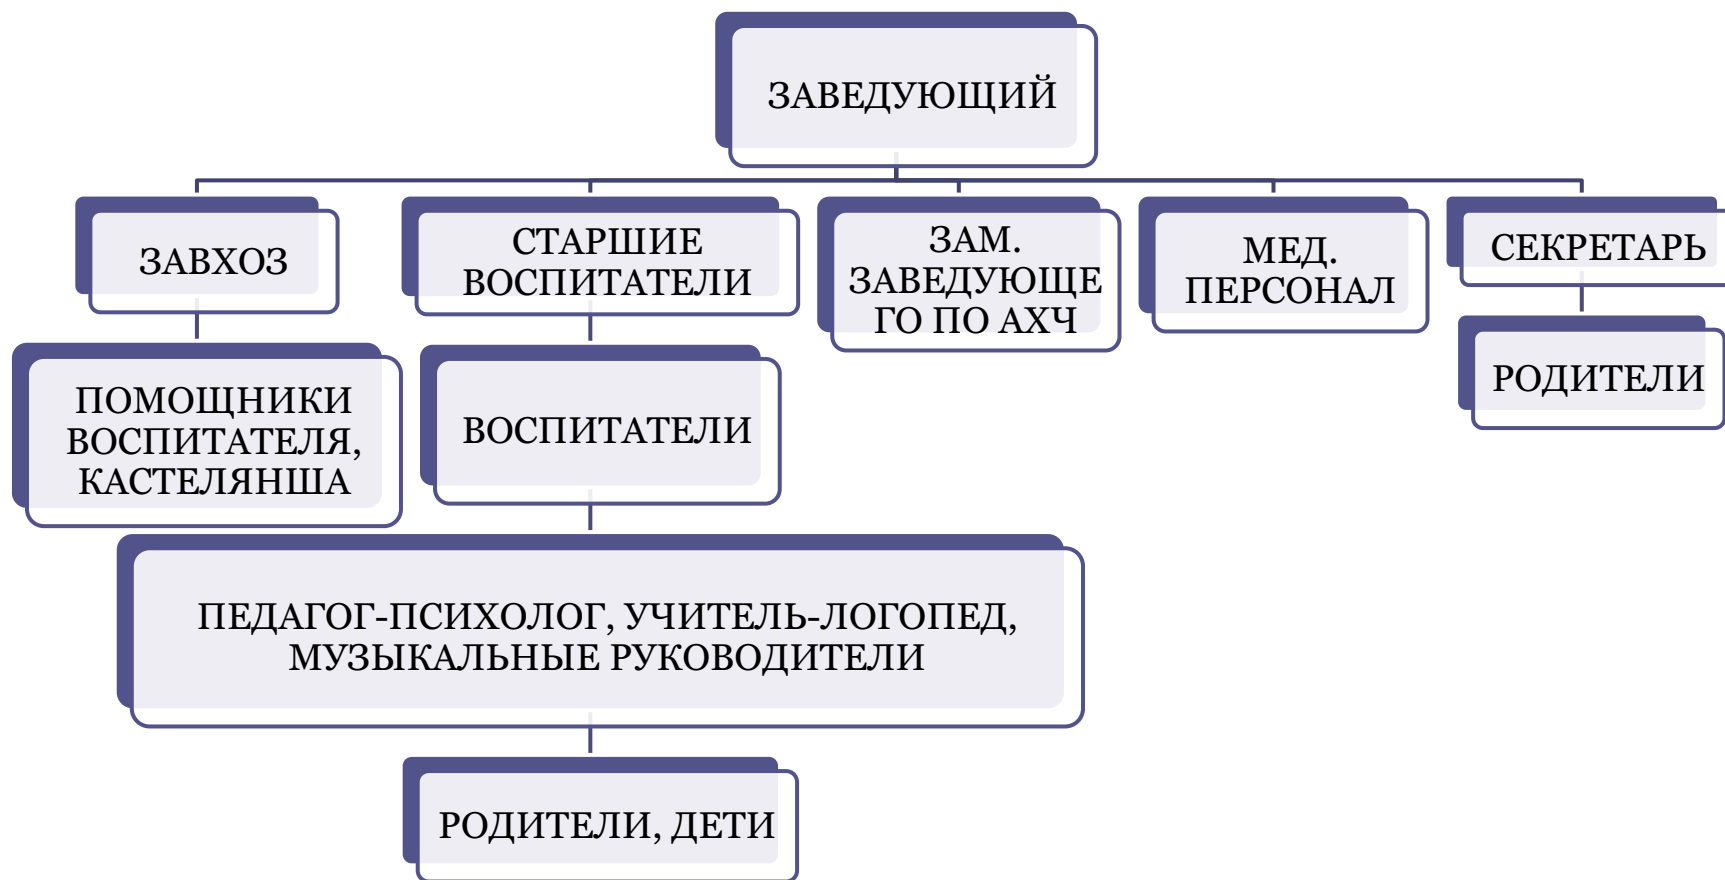 ЗАВЕДУЮЩИЙ
ЗАВХОЗ
СТАРШИЕ
ВОСПИТАТЕЛИ
ЗАМ.
ЗАВЕДУЮЩЕ
ГО ПО АХЧ
МЕД.
ПЕРСОНАЛ
СЕКРЕТАРЬ
ПОМОЩНИКИ
ВОСПИТАТЕЛЯ,
КАСТЕЛЯНША
ВОСПИТАТЕЛИ
РОДИТЕЛИ
ПЕДАГОГ-ПСИХОЛОГ, УЧИТЕЛЬ-ЛОГОПЕД,
МУЗЫКАЛЬНЫЕ РУКОВОДИТЕЛИ
РОДИТЕЛИ, ДЕТИ